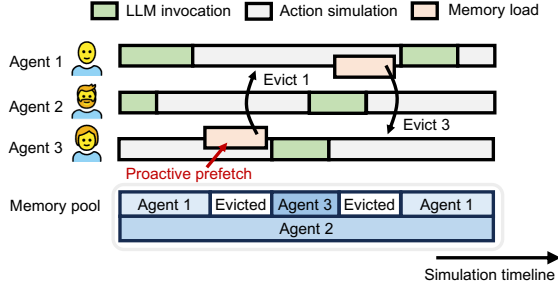 LLM invocation Action simulation Memory load
Agent 1
Evict 1
Agent 2
Evict 3
Agent 3
Proactive prefetch
Memory pool Agent 1 Evicted Agent 3 Evicted Agent 1
Agent 2
Simulation timeline